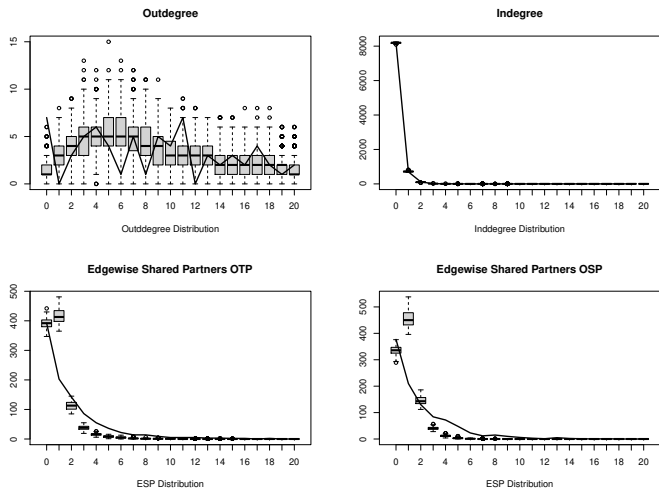 Outdegree
15
10
5
0
0 2 4 6 8 10 12 14 16 18 20
Outddegree Distribution
Indegree
8000
6000
4000
2000
0
0 2 4 6 8 10 12 14 16 18 20
Inddegree Distribution
Edgewise Shared Partners OTP
500
400
300
200
100
0
0 2 4 6 8 10 12 14 16 18 20
ESP Distribution
Edgewise Shared Partners OSP
500
400
300
200
100
0
0 2 4 6 8 10 12 14 16 18 20
ESP Distribution